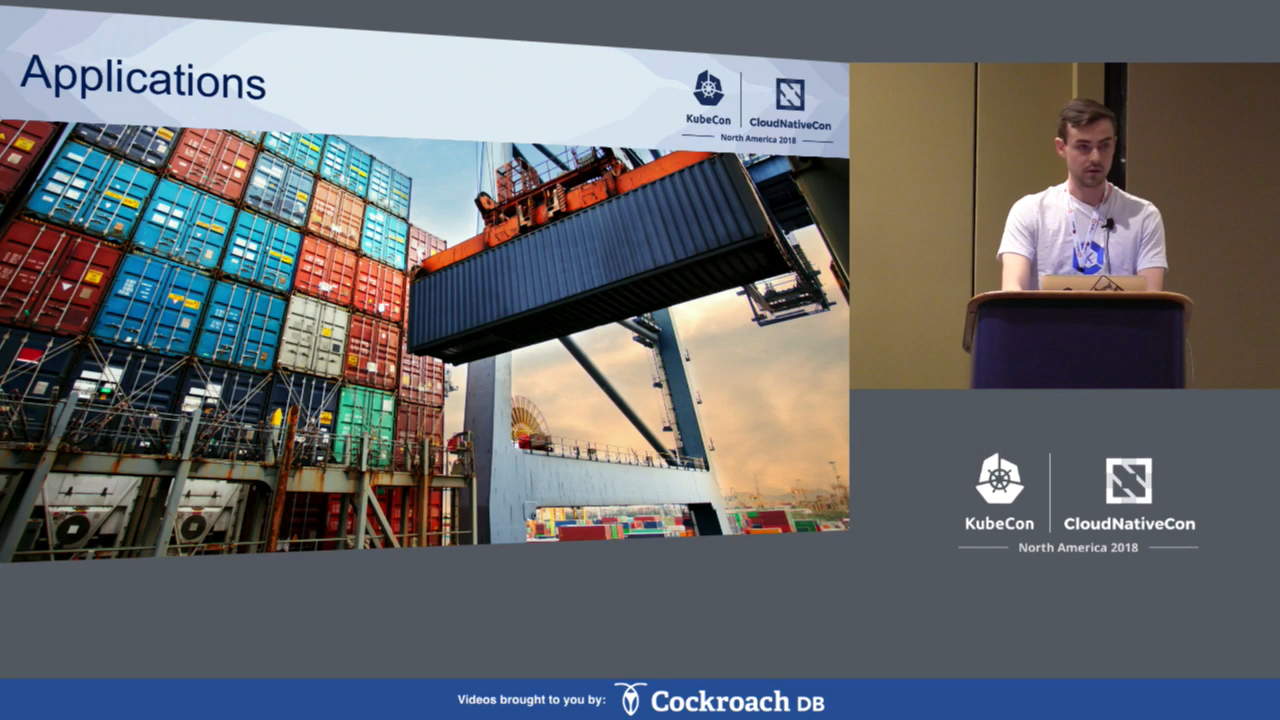 Applications
KubeCon
CloudNativeCon
North America 2018
KubeCon
CloudNativeCon
North America 2018
Videos brought to you by:
Cockroach DB